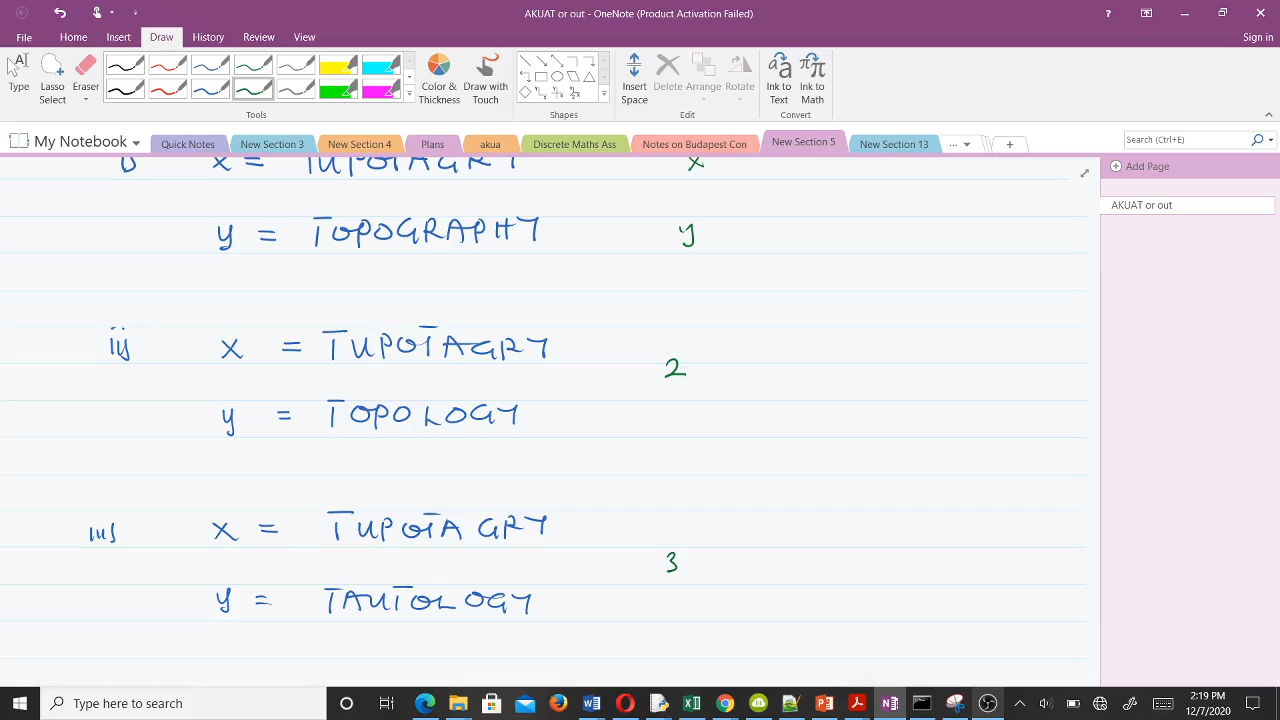 AKUAT or out - OneNote (Product Activation Failed)
File Home Insert Draw History Review View Sign in
Type Lasso Select Eraser Color & Thickness Draw with Touch Insert Space Delete Arrange Rotate Ink to Text Ink to Math
Tools Shapes Edit Convert
My Notebook Quick Notes New Section 3 New Section 4 Plans akua Discrete Maths Ass Notes on Budapest Con New Section 5 New Section 13 ... + Search (Ctrl+E)
Add Page
AKUAT or out
x = TUPOTAGRY x
y = TOPOGRAPHY y
ii) x = TUPOTAGRY
2
y = TOPOLOGY
iii) x = TUPOTAGRY
3
y = TAUTOLOGY
Type here to search
2:19 PM
12/7/2020